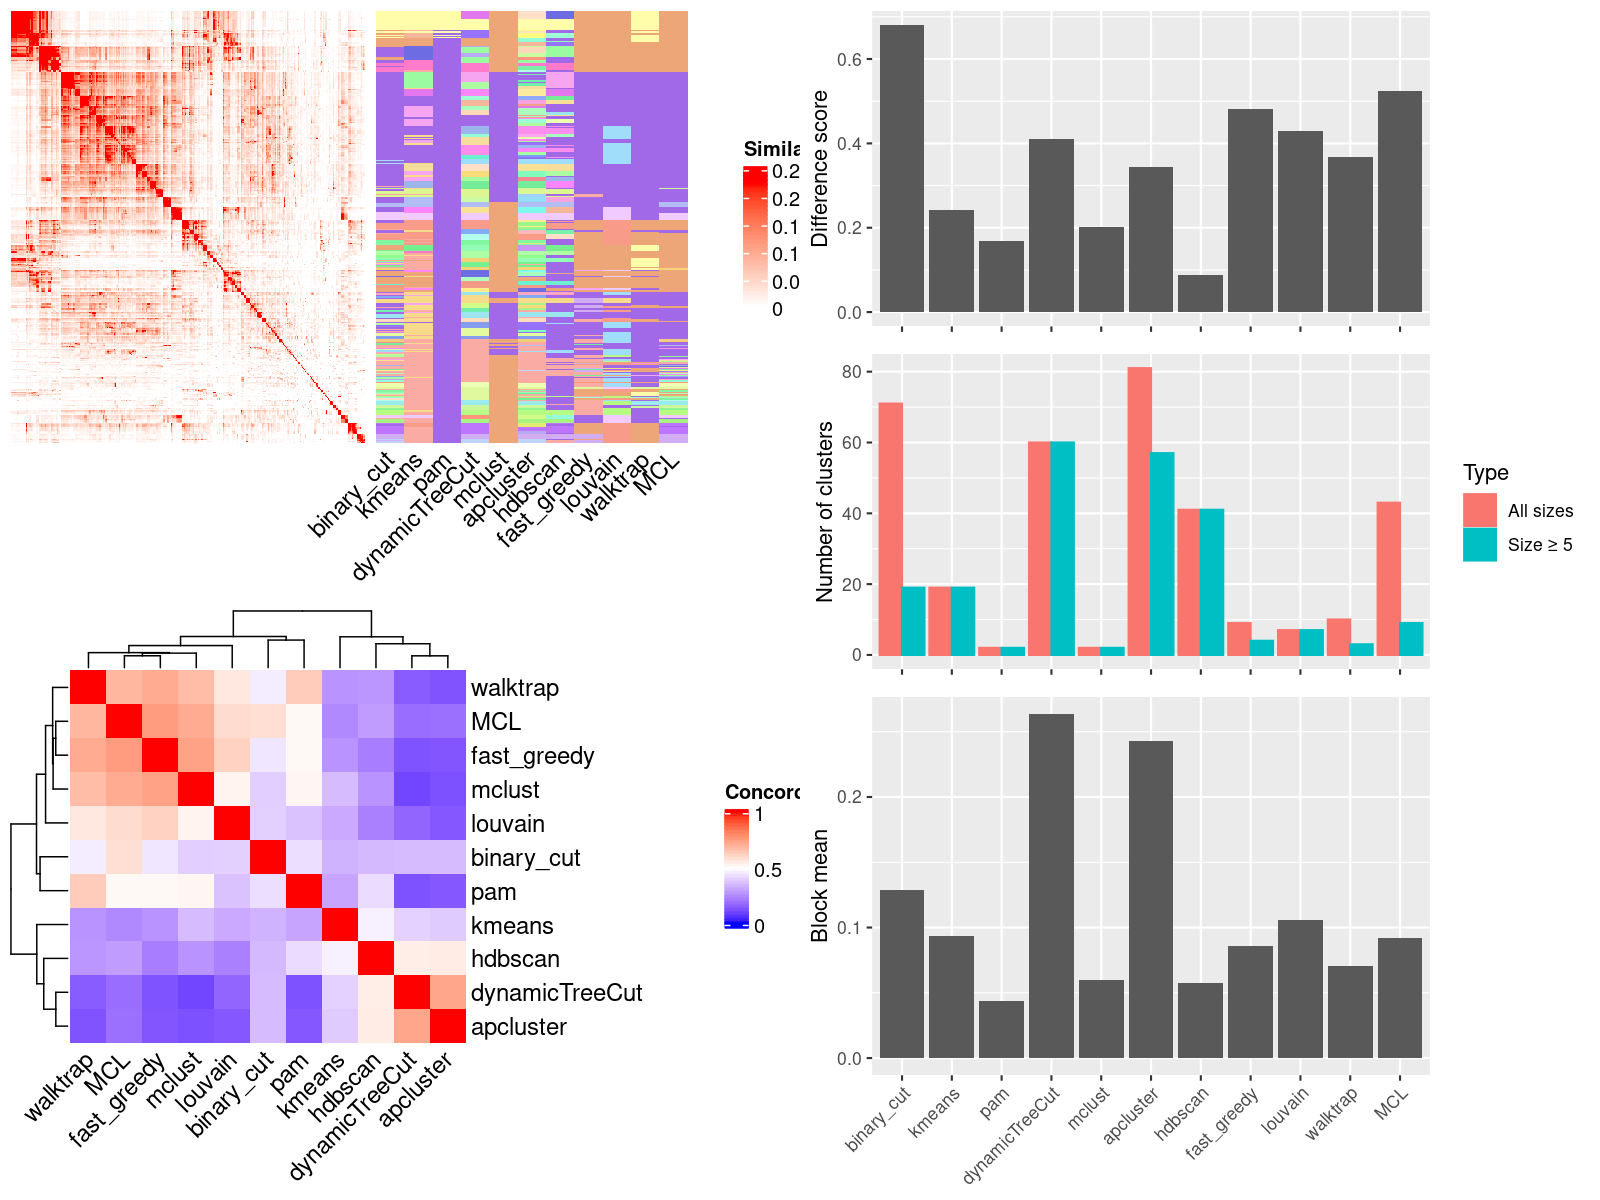 Simila
0.2
0.2
0.1
0.1
0.0
0
binary_cut
kmeans
pam
dynamicTreeCut
mclust
apcluster
hdbscan
fast_greedy
louvain
walktrap
MCL
walktrap
MCL
fast_greedy
mclust
louvain
binary_cut
pam
kmeans
hdbscan
dynamicTreeCut
apcluster
walktrap
MCL
fast_greedy
mclust
louvain
binary_cut
pam
kmeans
hdbscan
dynamicTreeCut
apcluster
Concord
1
0.5
0
Difference score
0.6
0.4
0.2
0.0
Number of clusters
80
60
40
20
0
Type
All sizes
Size ≥ 5
Block mean
0.2
0.1
0.0
binary_cut
kmeans
pam
dynamicTreeCut
mclust
apcluster
hdbscan
fast_greedy
louvain
walktrap
MCL